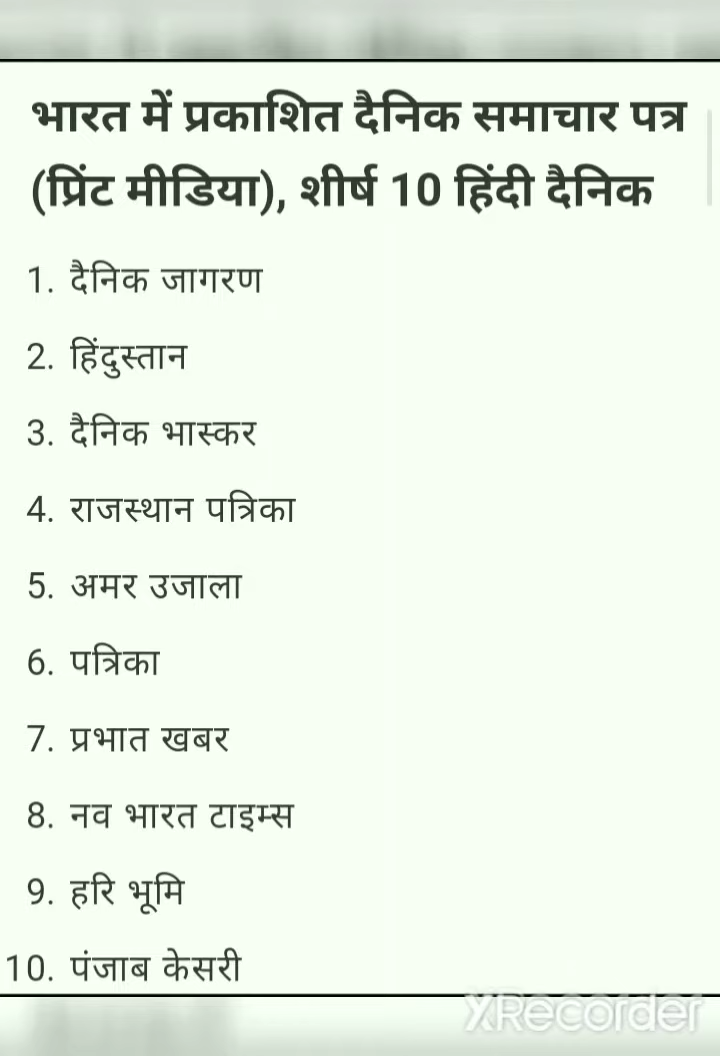 भारत में प्रकाशित दैनिक समाचार पत्र
(प्रिंट मीडिया), शीर्ष 10 हिंदी दैनिक
1. दैनिक जागरण
2. हिंदुस्तान
3. दैनिक भास्कर
4. राजस्थान पत्रिका
5. अमर उजाला
6. पत्रिका
7. प्रभात खबर
8. नव भारत टाइम्स
9. हरि भूमि
10. पंजाब केसरी
XRecorder